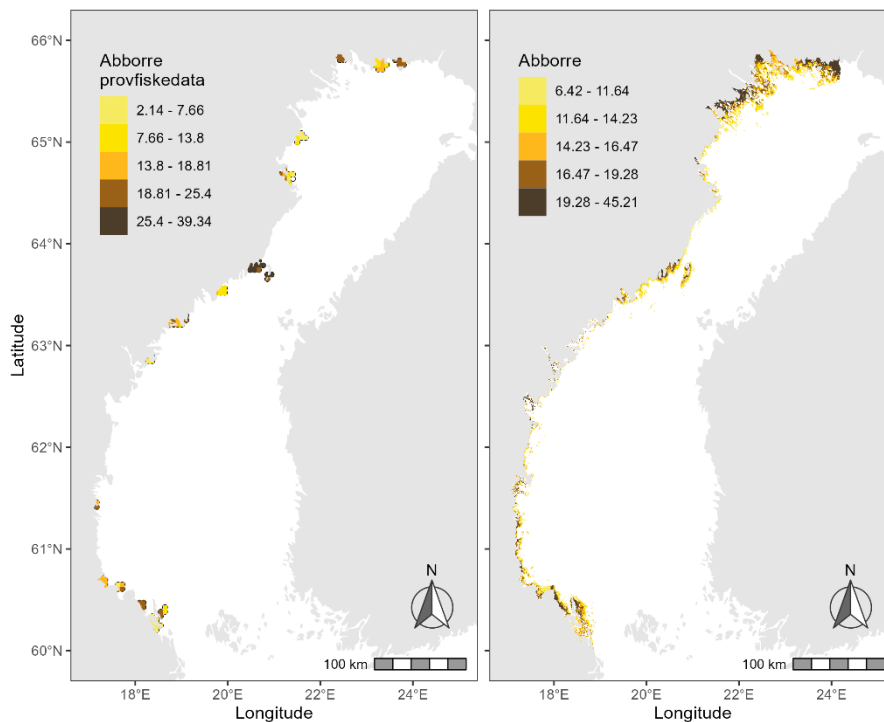 66°N
65°N
64°N
63°N
62°N
61°N
60°N
Latitude
Abborre
provfiskedata
2.14 - 7.66
7.66 - 13.8
13.8 - 18.81
18.81 - 25.4
25.4 - 39.34
N
100 km
18°E 20°E 22°E 24°E
Longitude
Abborre
6.42 - 11.64
11.64 - 14.23
14.23 - 16.47
16.47 - 19.28
19.28 - 45.21
N
100 km
18°E 20°E 22°E 24°E
Longitude